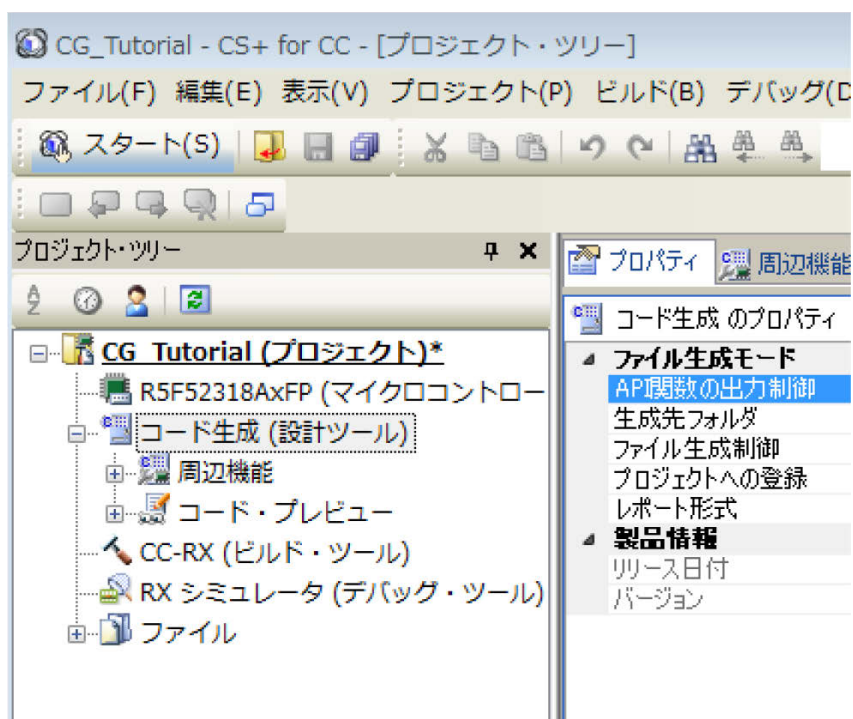 CG_Tutorial - CS+ for CC - [プロジェクト・ツリー]
ファイル(F) 編集(E) 表示(V) プロジェクト(P) ビルド(B) デバッグ(D
スタート(S)
プロジェクト・ツリー
プロパティ 周辺機能
コード生成 のプロパティ
CG_Tutorial (プロジェクト)*
R5F52318AxFP (マイクロコントロー
コード生成 (設計ツール)
周辺機能
コード・プレビュー
CC-RX (ビルド・ツール)
RX シミュレータ (デバッグ・ツール)
ファイル
ファイル生成モード
API関数の出力制御
生成先フォルダ
ファイル生成制御
プロジェクトへの登録
レポート形式
製品情報
リリース日付
バージョン